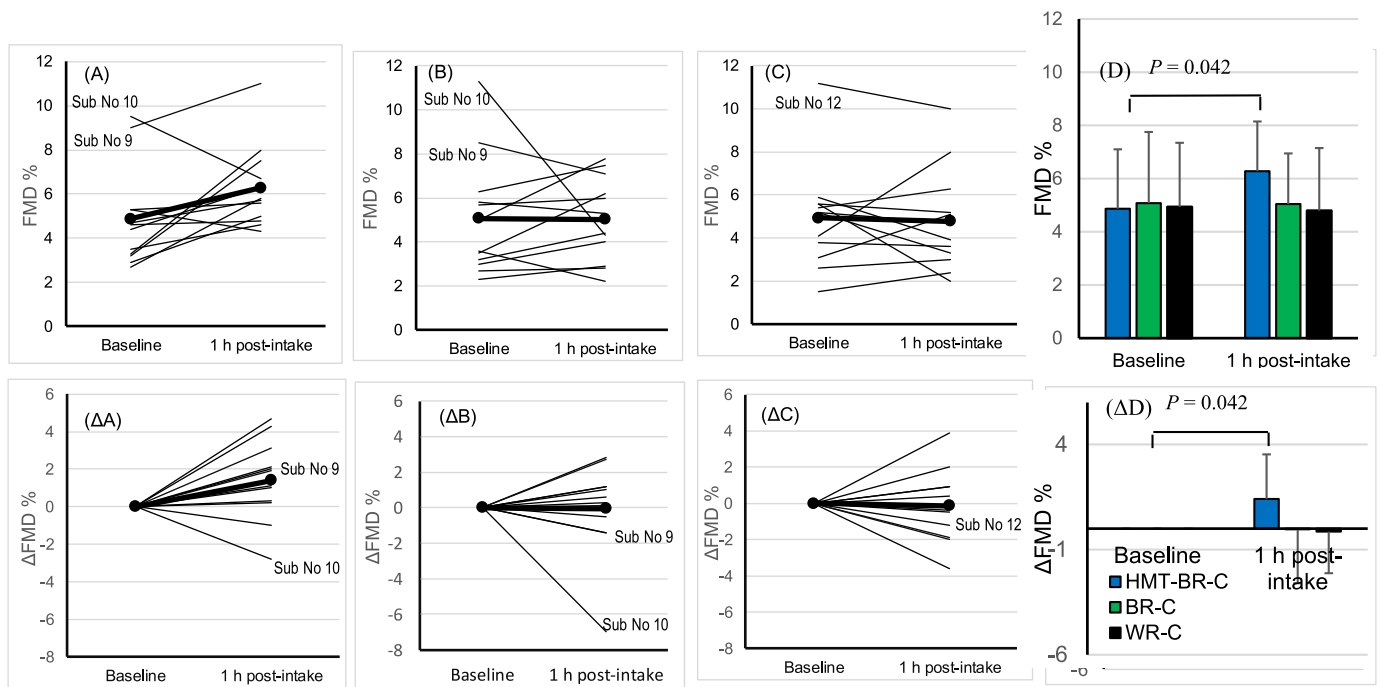 (A)
12
10
8
6
4
2
0
FMD %
Sub No 10
Sub No 9
Baseline
1 h post-intake
(B)
12
10
8
6
4
2
0
FMD %
Sub No 10
Sub No 9
Baseline
1 h post-intake
(C)
12
10
8
6
4
2
0
FMD %
Sub No 12
Baseline
1 h post-intake
(D)
P = 0.042
12
10
8
6
4
2
0
FMD %
Baseline
1 h post-intake
(ΔA)
6
4
2
0
-2
-4
-6
-8
ΔFMD %
Sub No 9
Sub No 10
Baseline
1 h post-intake
(ΔB)
6
4
2
0
-2
-4
-6
-8
ΔFMD %
Sub No 9
Sub No 10
Baseline
1 h post-intake
(ΔC)
6
4
2
0
-2
-4
-6
-8
ΔFMD %
Sub No 12
Baseline
1 h post-intake
(ΔD)
P = 0.042
4
-1
-6
-6
ΔFMD %
Baseline
1 h post-
intake
HMT-BR-C
BR-C
WR-C